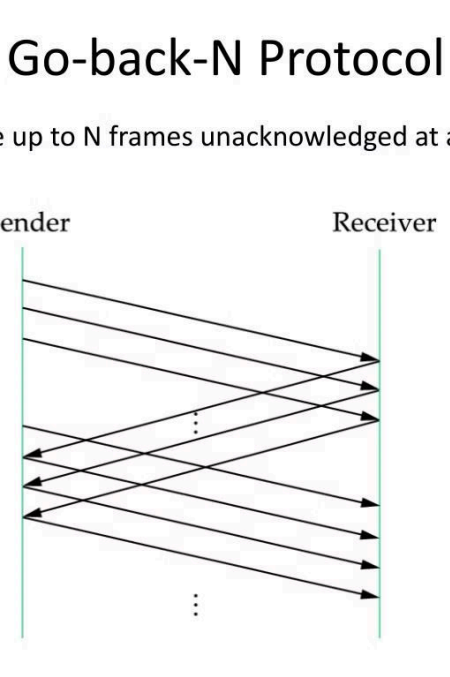 Go-back-N Protocol
e up to N frames unacknowledged at a
ender Receiver